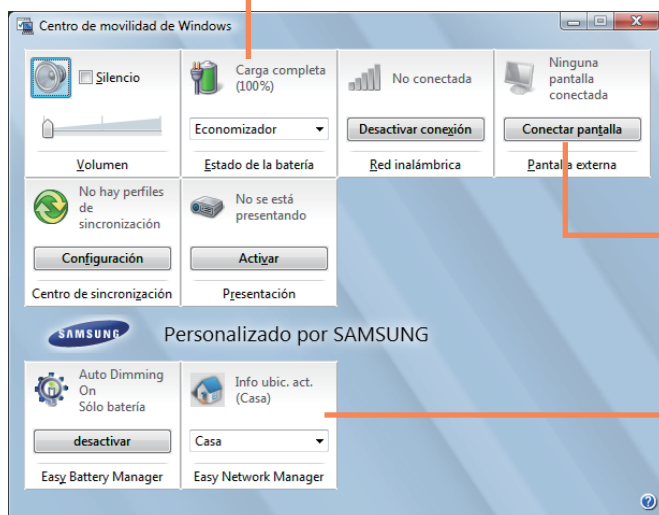 Centro de movilidad de Windows
Silencio
Volumen
Carga completa
(100%)
Economizador
Estado de la batería
No conectada
Desactivar conexión
Red inalámbrica
Ninguna
pantalla
conectada
Conectar pantalla
Pantalla externa
No hay perfiles
de
sincronización
Configuración
Centro de sincronización
No se está
presentando
Activar
Presentación
SAMSUNG
Personalizado por SAMSUNG
Auto Dimming
On
Sólo batería
desactivar
Easy Battery Manager
Info ubic. act.
(Casa)
Casa
Easy Network Manager